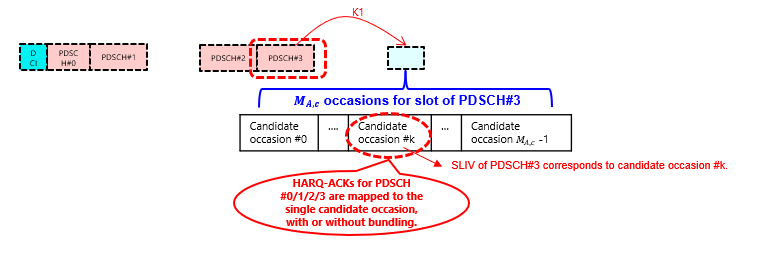 K1
D
CI
PDSC
H#0
PDSCH#1
PDSCH#2
PDSCH#3
M_{A,c} occasions for slot of PDSCH#3
Candidate
occasion #0
....
Candidate
occasion #k
...
Candidate
occasion M_{A,c} -1
SLIV of PDSCH#3 corresponds to candidate occasion #k.
HARQ-ACKs for PDSCH
#0/1/2/3 are mapped to the
single candidate occasion,
with or without bundling.